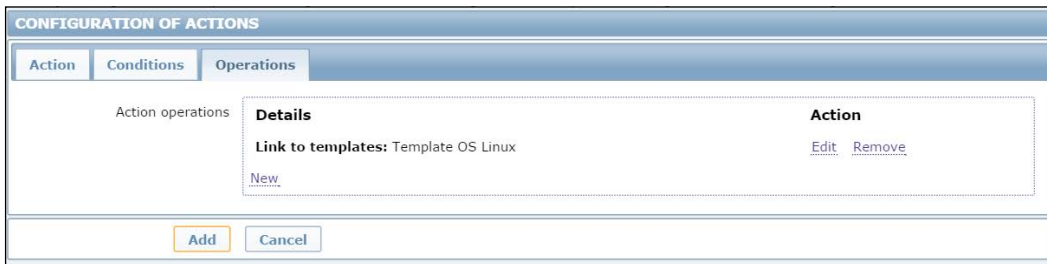 CONFIGURATION OF ACTIONS
Action Conditions Operations
Action operations Details Action
Link to templates: Template OS Linux Edit Remove
New
Add Cancel